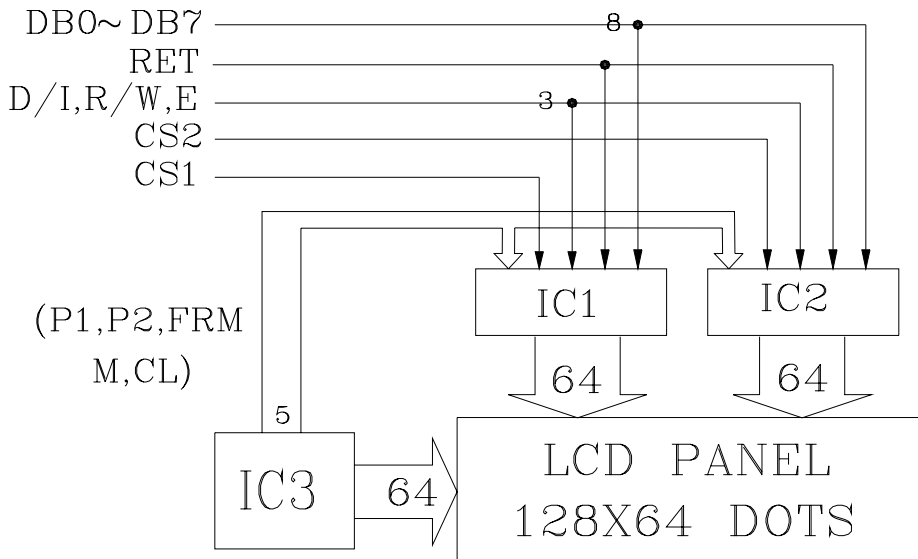 DB0~DB7
8
RET
D/I,R/W,E
3
CS2
CS1
IC1
IC2
(P1,P2,FRM
M,CL)
64
64
5
IC3
64
LCD PANEL
128X64 DOTS